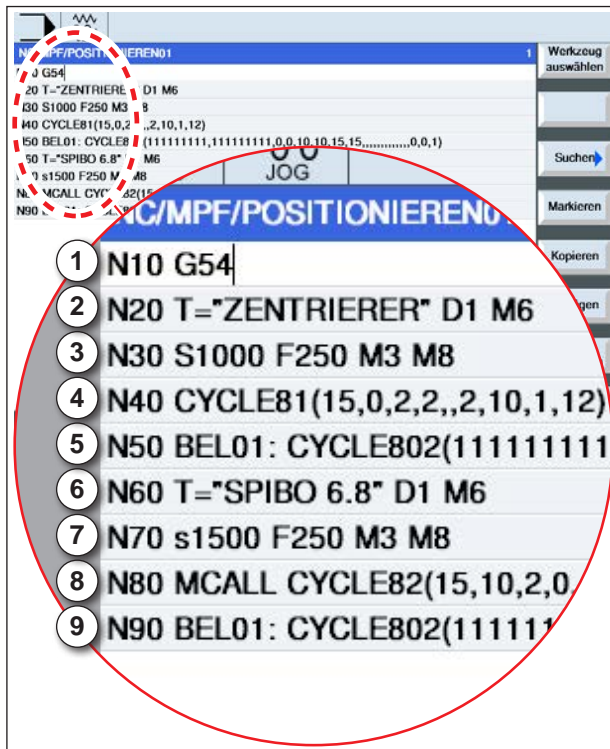 NC/MPF/POSITIONIEREN01 1
N10 G54
N20 T="ZENTRIERER" D1 M6
N30 S1000 F250 M3 M8
N40 CYCLE81(15,0,2,2,,2,10,1,12)
N50 BEL01: CYCLE802(111111111,111111111,0,0,10,10,15,15,,,,,,,,,,,,,0,0,1)
N60 T="SPIBO 6.8" D1 M6
N70 s1500 F250 M3 M8
N80 MCALL CYCLE82(15
N90
Werkzeug
auswählen
Suchen
Markieren
Kopieren
JOG
NC/MPF/POSITIONIEREN0
1 N10 G54
2 N20 T="ZENTRIERER" D1 M6
3 N30 S1000 F250 M3 M8
4 N40 CYCLE81(15,0,2,2,,2,10,1,12)
5 N50 BEL01: CYCLE802(111111111
6 N60 T="SPIBO 6.8" D1 M6
7 N70 s1500 F250 M3 M8
8 N80 MCALL CYCLE82(15,10,2,0,
9 N90 BEL01: CYCLE802(111111